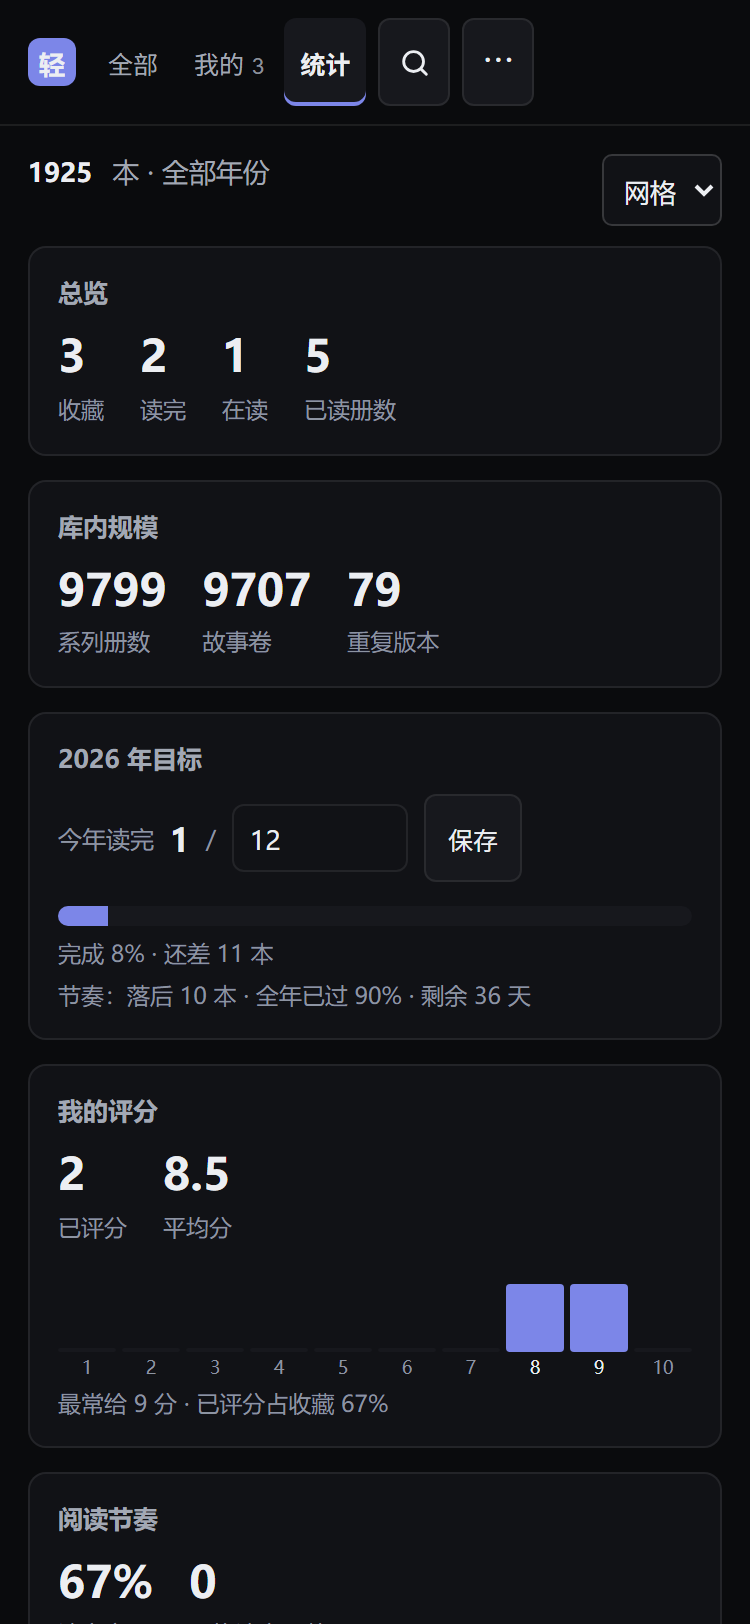 轻 全部 我的 3 统计 ···
1925 本 · 全部年份 网格
总览
3 2 1 5
收藏 读完 在读 已读册数
库内规模
9799 9707 79
系列册数 故事卷 重复版本
2026 年目标
今年读完 1 / 12 保存
完成 8% · 还差 11 本
节奏：落后 10 本 · 全年已过 90% · 剩余 36 天
我的评分
2 8.5
已评分 平均分
1 2 3 4 5 6 7 8 9 10
最常给 9 分 · 已评分占收藏 67%
阅读节奏
67% 0